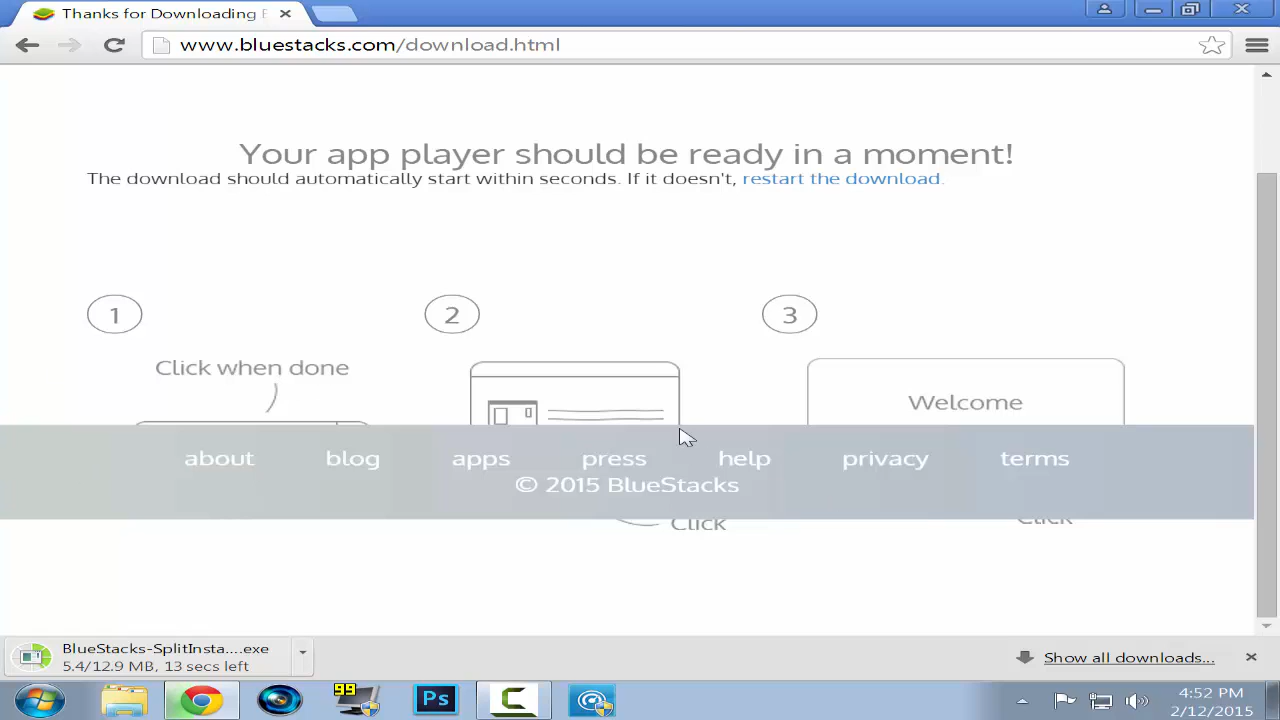 Thanks for Downloading
www.bluestacks.com/download.html
Your app player should be ready in a moment!
The download should automatically start within seconds. If it doesn't, restart the download.
1
2
3
Click when done
Welcome
about blog apps press help privacy terms
© 2015 BlueStacks
Click
Click
BlueStacks-SplitInsta....exe
5.4/12.9 MB, 13 secs left
Show all downloads...
99
Ps
4:52 PM
2/12/2015